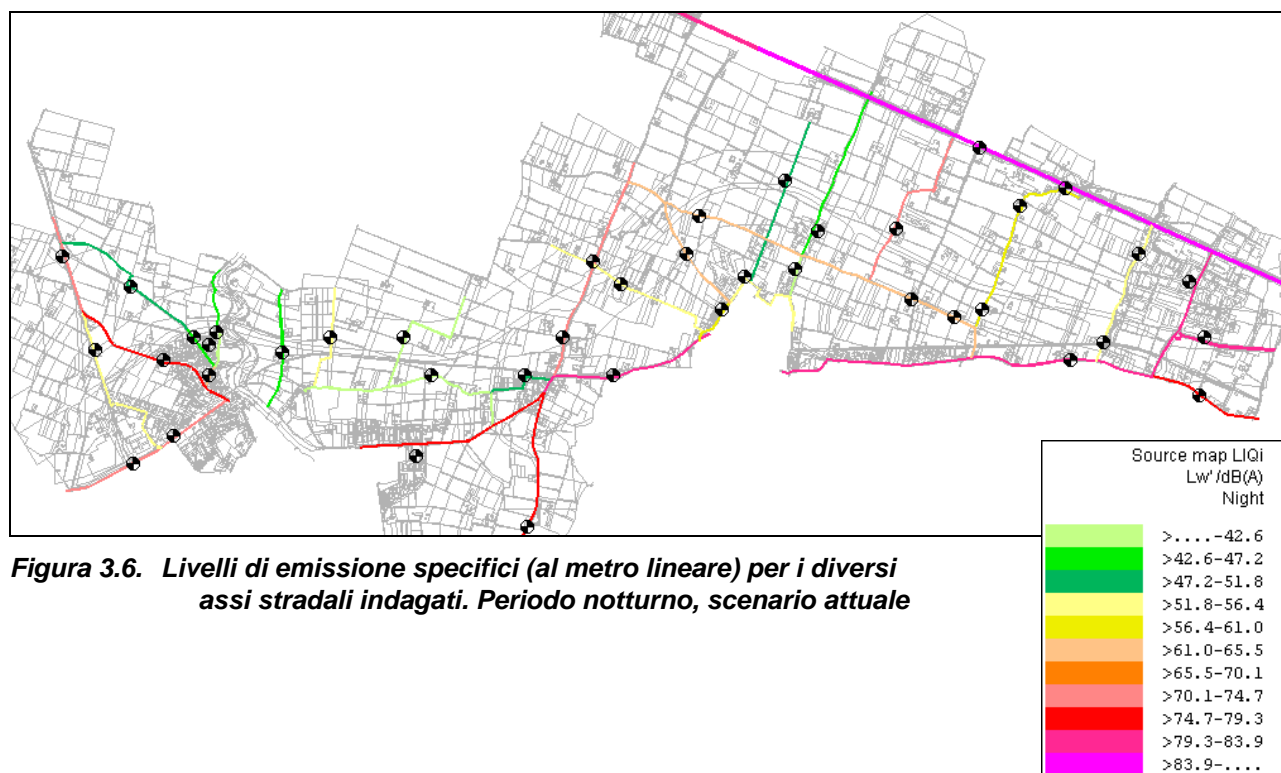 Source map LIQi
Lw'/dB(A)
Night
>....-42.6
>42.6-47.2
>47.2-51.8
>51.8-56.4
>56.4-61.0
>61.0-65.5
>65.5-70.1
>70.1-74.7
>74.7-79.3
>79.3-83.9
>83.9-....
Figura 3.6. Livelli di emissione specifici (al metro lineare) per i diversi
assi stradali indagati. Periodo notturno, scenario attuale